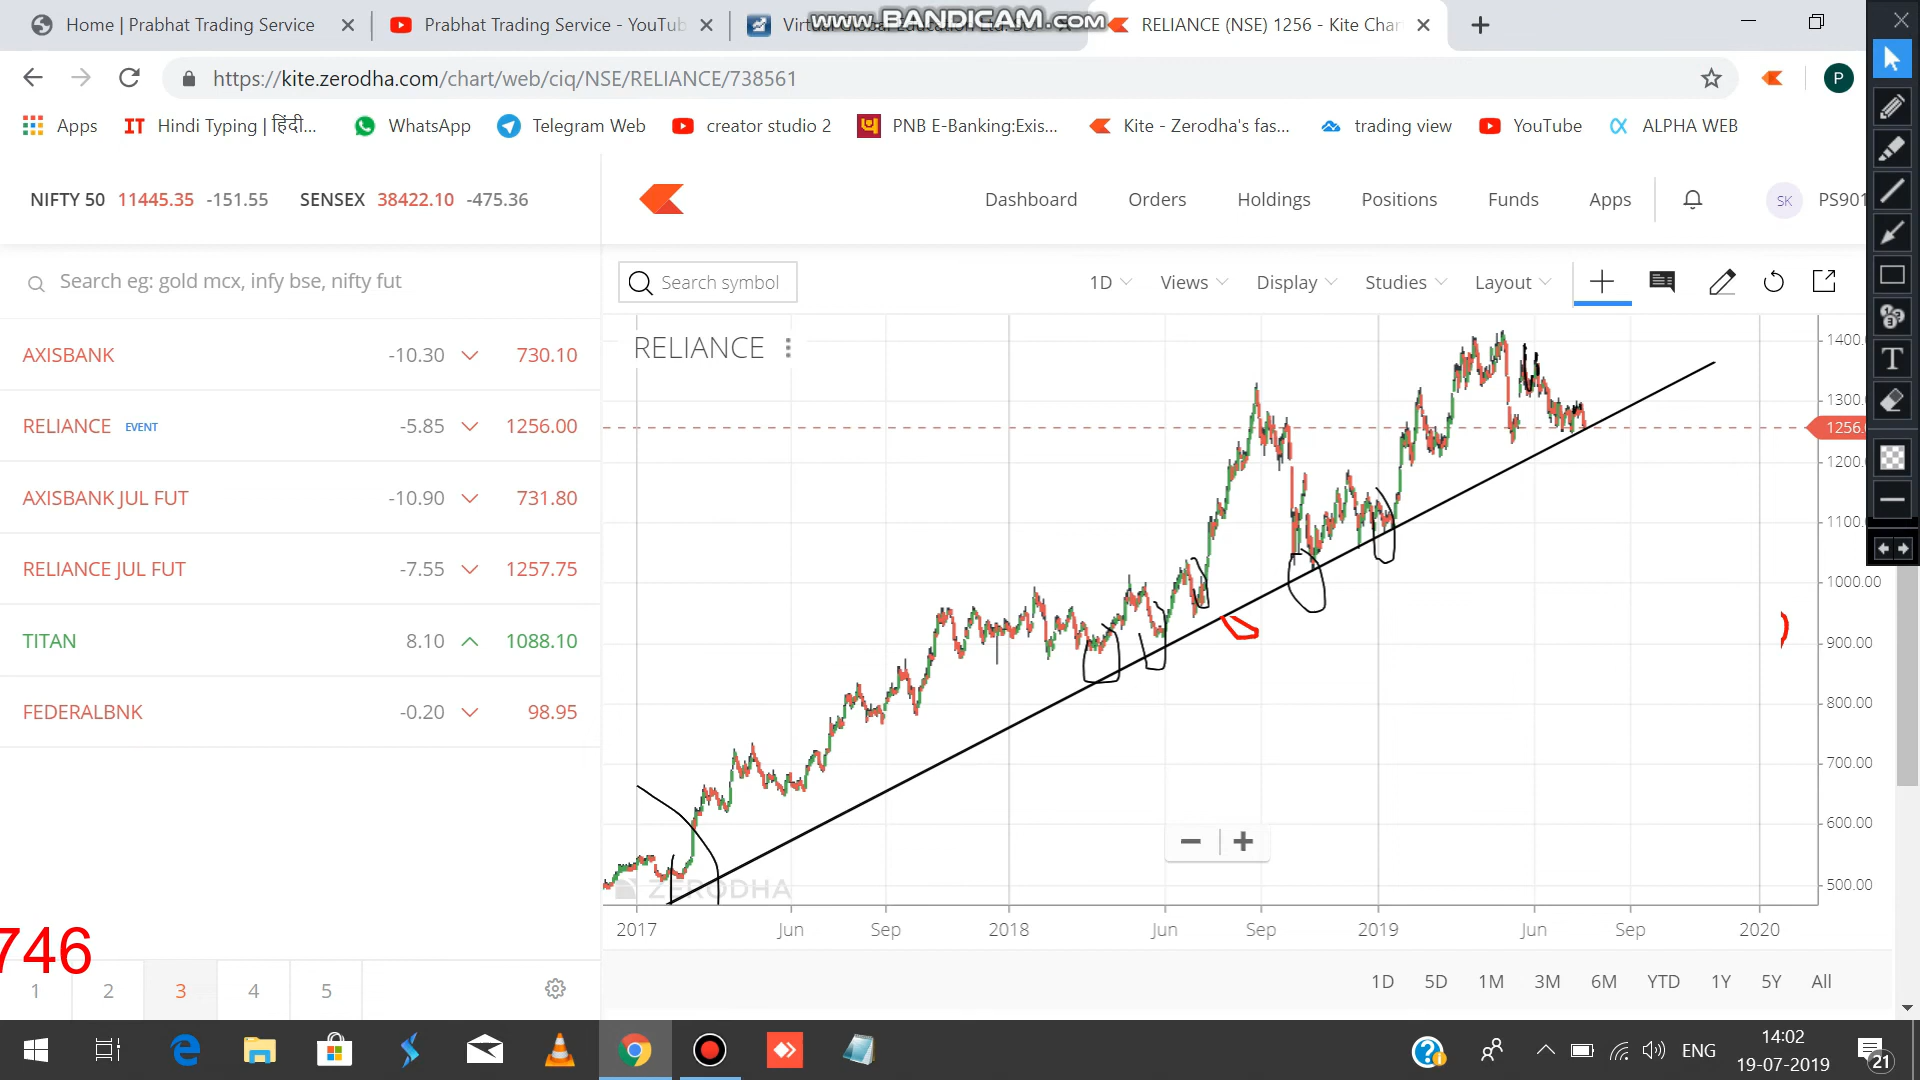 Home | Prabhat Trading Service
Prabhat Trading Service - YouTub
www.BANDICAM.com
RELIANCE (NSE) 1256 - Kite Char
https://kite.zerodha.com/chart/web/ciq/NSE/RELIANCE/738561
P
Apps
IT Hindi Typing | हिंदी...
WhatsApp
Telegram Web
creator studio 2
PNB E-Banking:Exis...
Kite - Zerodha's fas...
trading view
YouTube
ALPHA WEB
NIFTY 50 11445.35 -151.55 SENSEX 38422.10 -475.36
Dashboard Orders Holdings Positions Funds Apps
SK PS901
Search eg: gold mcx, infy bse, nifty fut
Search symbol
1D Views Display Studies Layout
AXISBANK -10.30 730.10
RELIANCE EVENT -5.85 1256.00
AXISBANK JUL FUT -10.90 731.80
RELIANCE JUL FUT -7.55 1257.75
TITAN 8.10 1088.10
FEDERALBNK -0.20 98.95
RELIANCE
1400.
1300.
1256.
1200.
1100.
1000.00
900.00
800.00
700.00
600.00
500.00
ZERODHA
2017 Jun Sep 2018 Jun Sep 2019 Jun Sep 2020
746
1 2 3 4 5
1D 5D 1M 3M 6M YTD 1Y 5Y All
ENG
14:02
19-07-2019
21